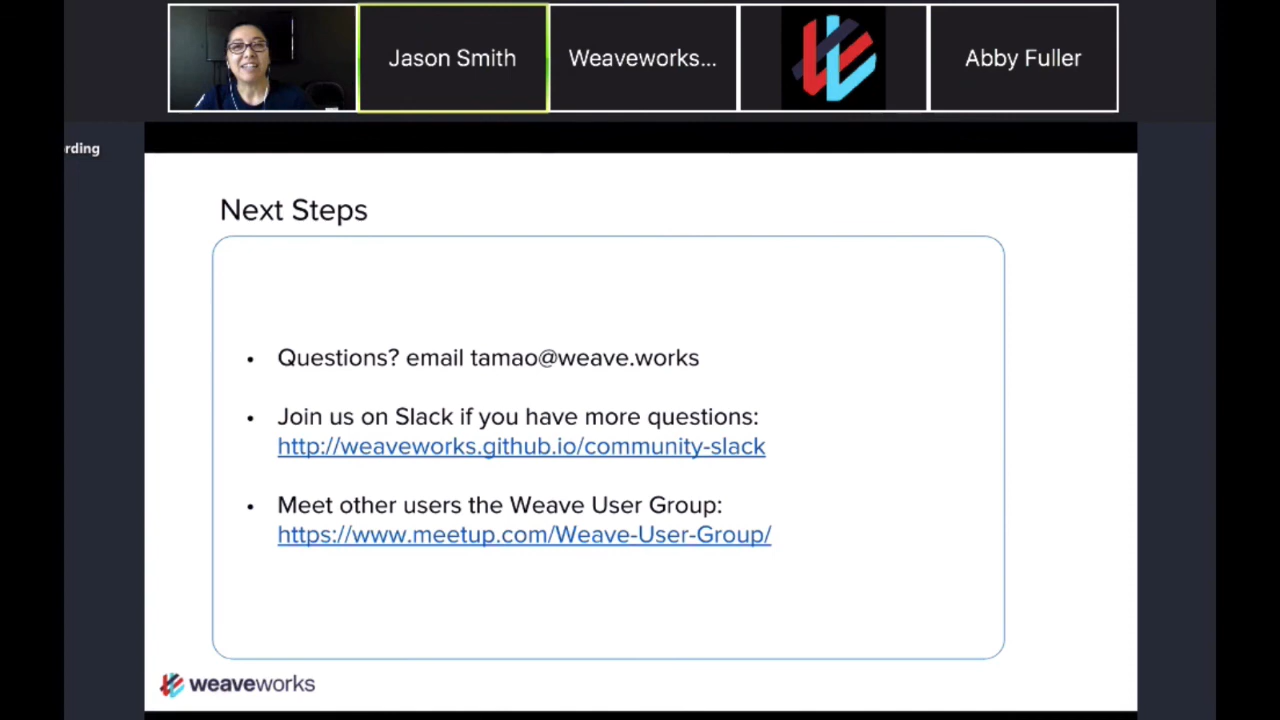 Jason Smith
Weaveworks...
Abby Fuller
rding
Next Steps
• Questions? email tamao@weave.works
• Join us on Slack if you have more questions:
http://weaveworks.github.io/community-slack
• Meet other users the Weave User Group:
https://www.meetup.com/Weave-User-Group/
weaveworks